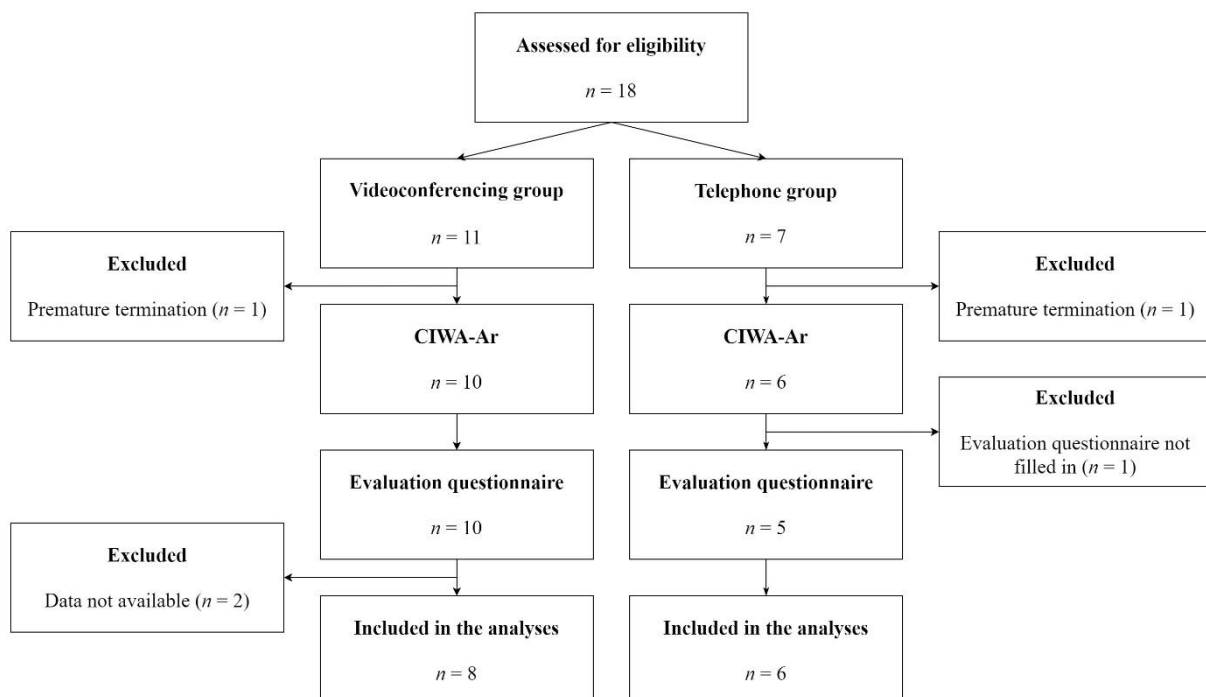 Assessed for eligibility
n = 18
Videoconferencing group
n = 11
Telephone group
n = 7
Excluded
Premature termination (n = 1)
Excluded
Premature termination (n = 1)
CIWA-Ar
n = 10
CIWA-Ar
n = 6
Excluded
Evaluation questionnaire not
filled in (n = 1)
Evaluation questionnaire
n = 10
Evaluation questionnaire
n = 5
Excluded
Data not available (n = 2)
Included in the analyses
n = 8
Included in the analyses
n = 6